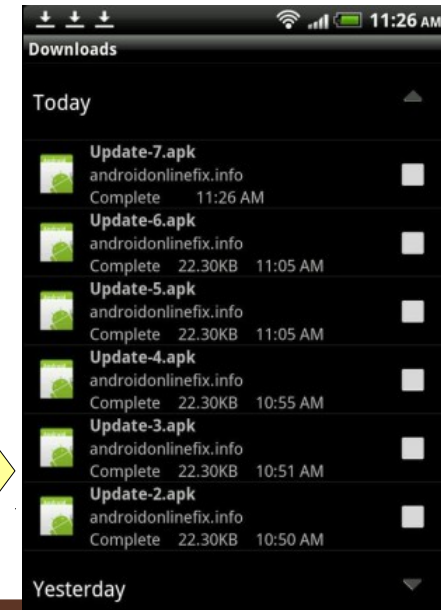 11:26 AM
Downloads
Today
Update-7.apk
androidonlinefix.info
Complete 11:26 AM
Update-6.apk
androidonlinefix.info
Complete 22.30KB 11:05 AM
Update-5.apk
androidonlinefix.info
Complete 22.30KB 11:05 AM
Update-4.apk
androidonlinefix.info
Complete 22.30KB 10:55 AM
Update-3.apk
androidonlinefix.info
Complete 22.30KB 10:51 AM
Update-2.apk
androidonlinefix.info
Complete 22.30KB 10:50 AM
Yesterday